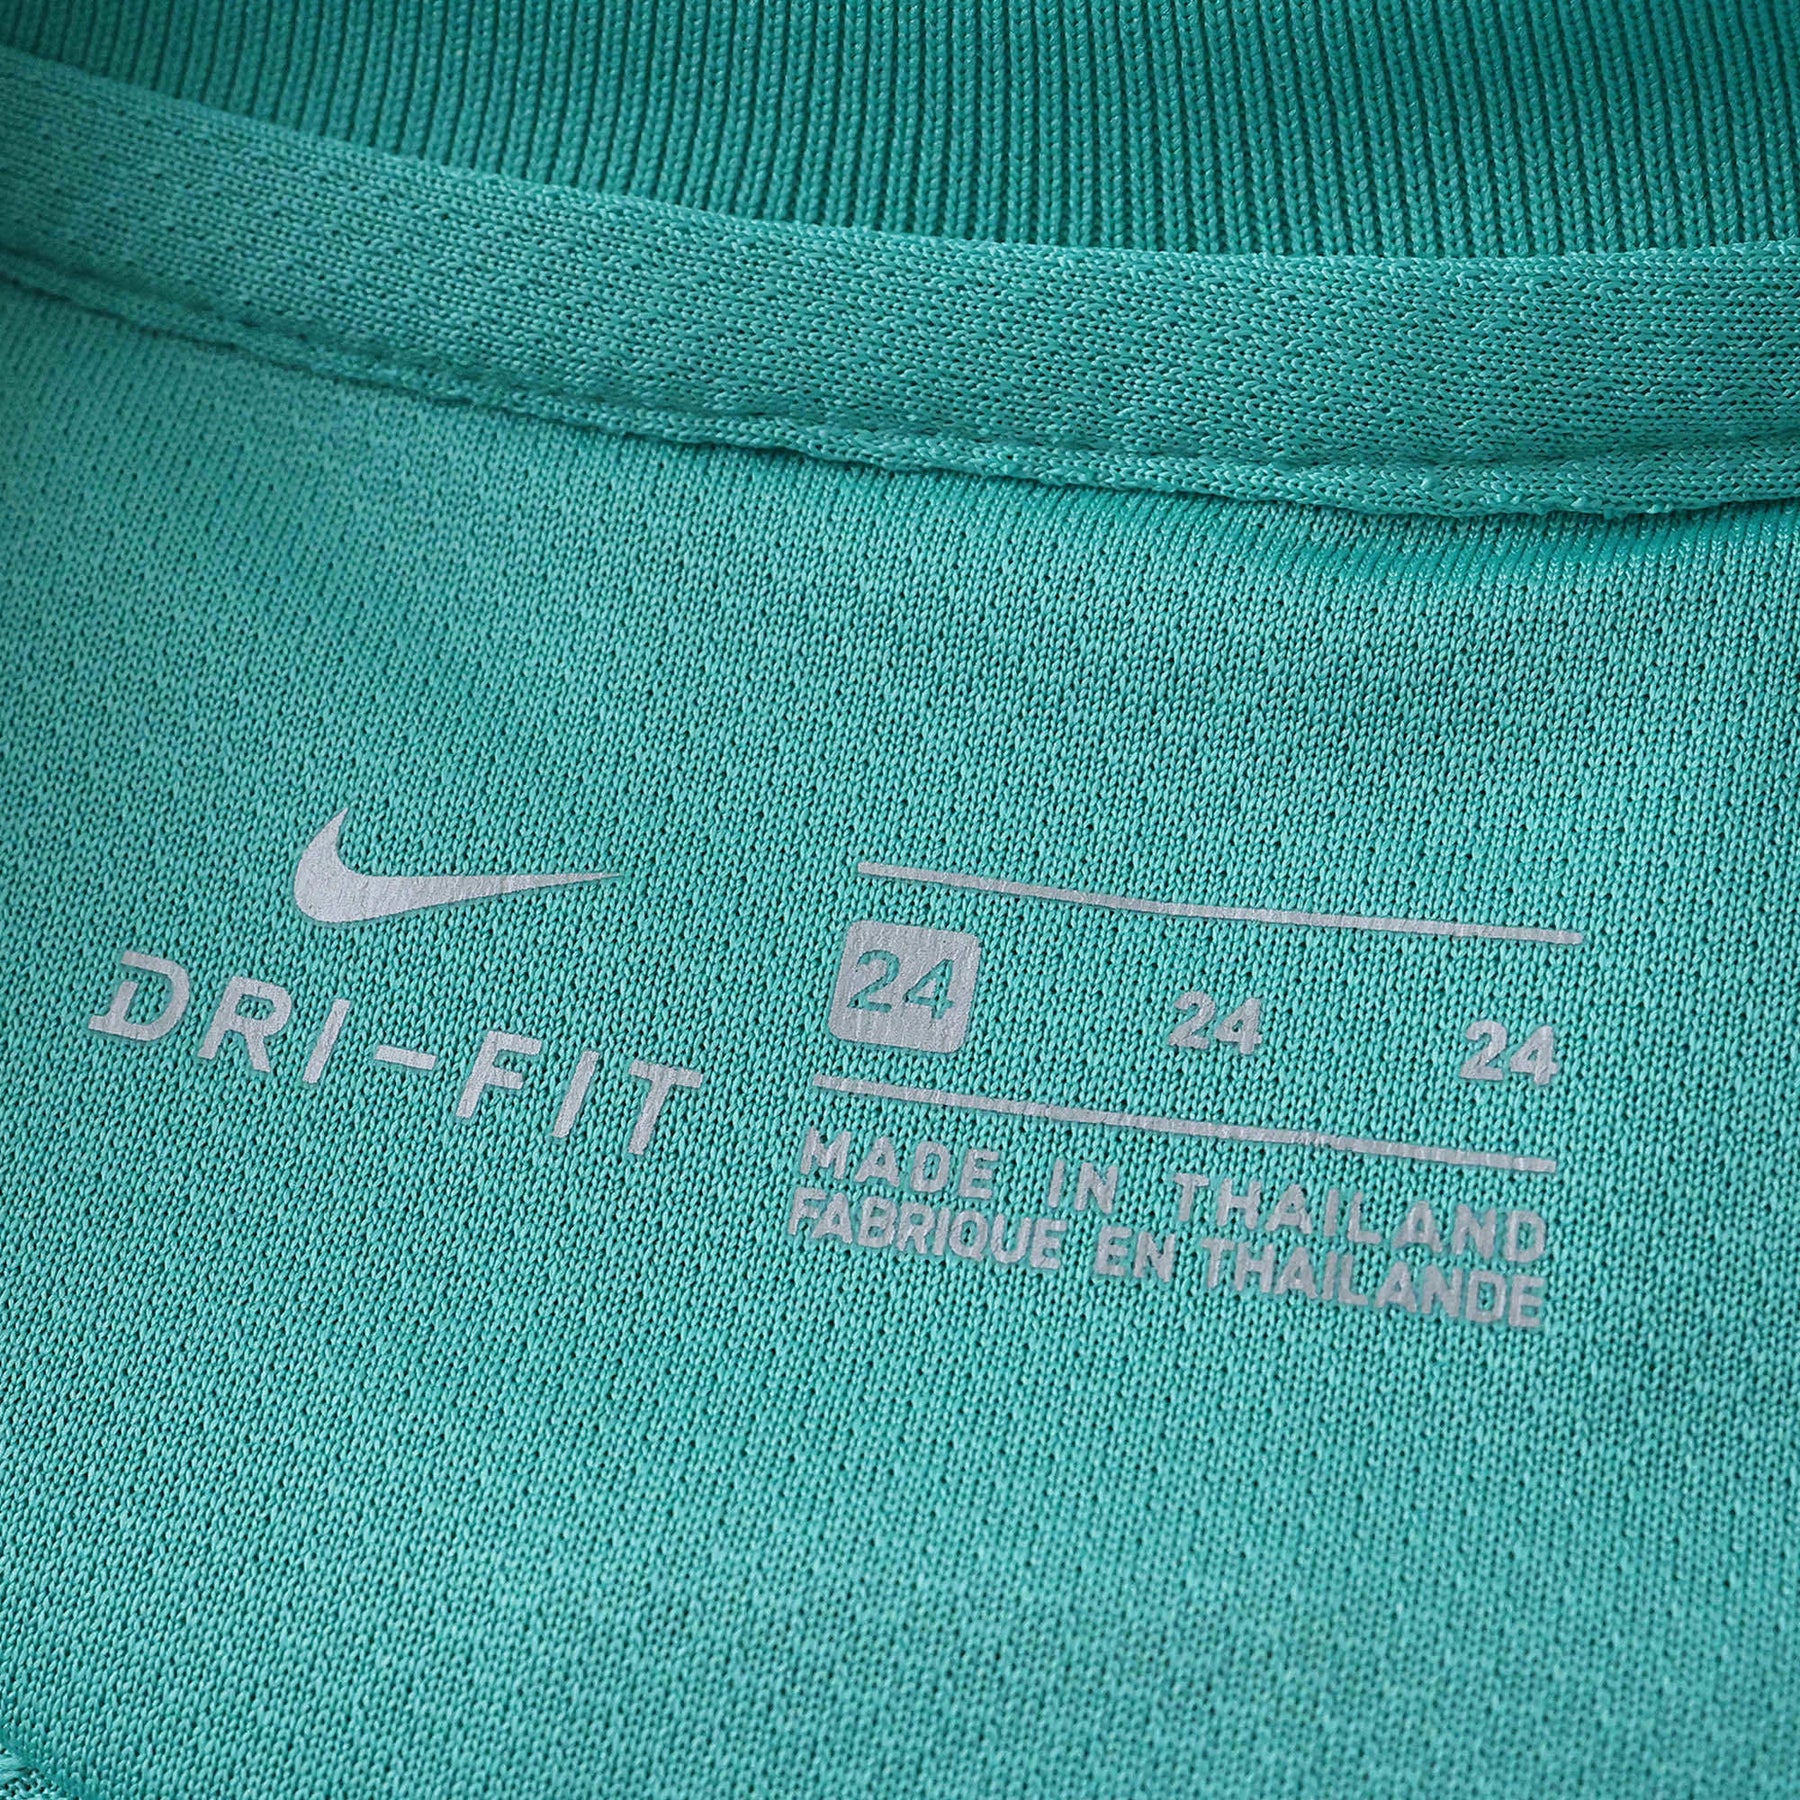 DRI-FIT
24 24 24
MADE IN THAILAND
FABRIQUE EN THAILANDE